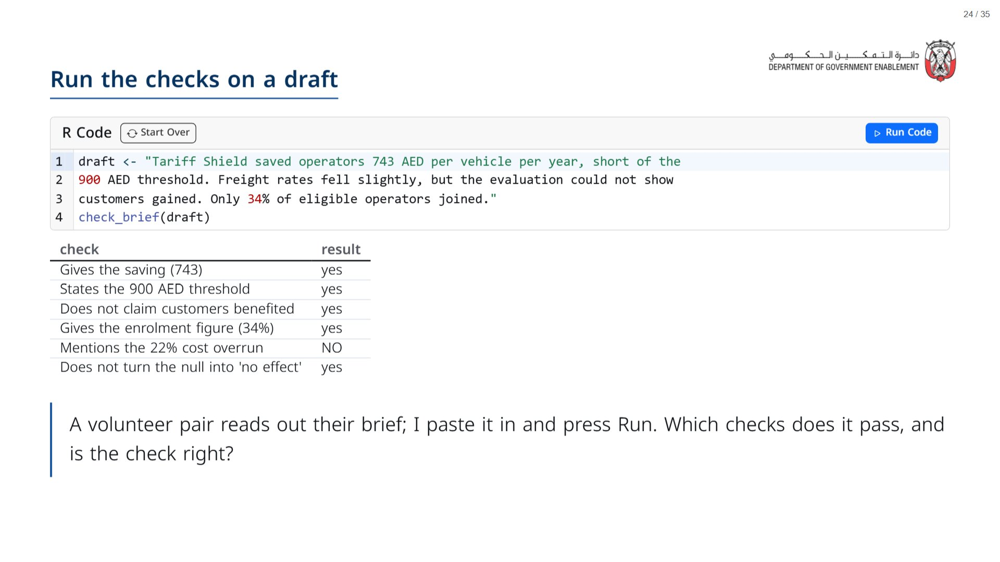 24 / 35
دائـــرة الـتـمـكـــــيـن الـحـكـــــومـــي
DEPARTMENT OF GOVERNMENT ENABLEMENT
Run the checks on a draft
R Code Start Over Run Code
1 draft <- "Tariff Shield saved operators 743 AED per vehicle per year, short of the
2 900 AED threshold. Freight rates fell slightly, but the evaluation could not show
3 customers gained. Only 34% of eligible operators joined."
4 check_brief(draft)
check result
Gives the saving (743) yes
States the 900 AED threshold yes
Does not claim customers benefited yes
Gives the enrolment figure (34%) yes
Mentions the 22% cost overrun NO
Does not turn the null into 'no effect' yes
A volunteer pair reads out their brief; I paste it in and press Run. Which checks does it pass, and
is the check right?